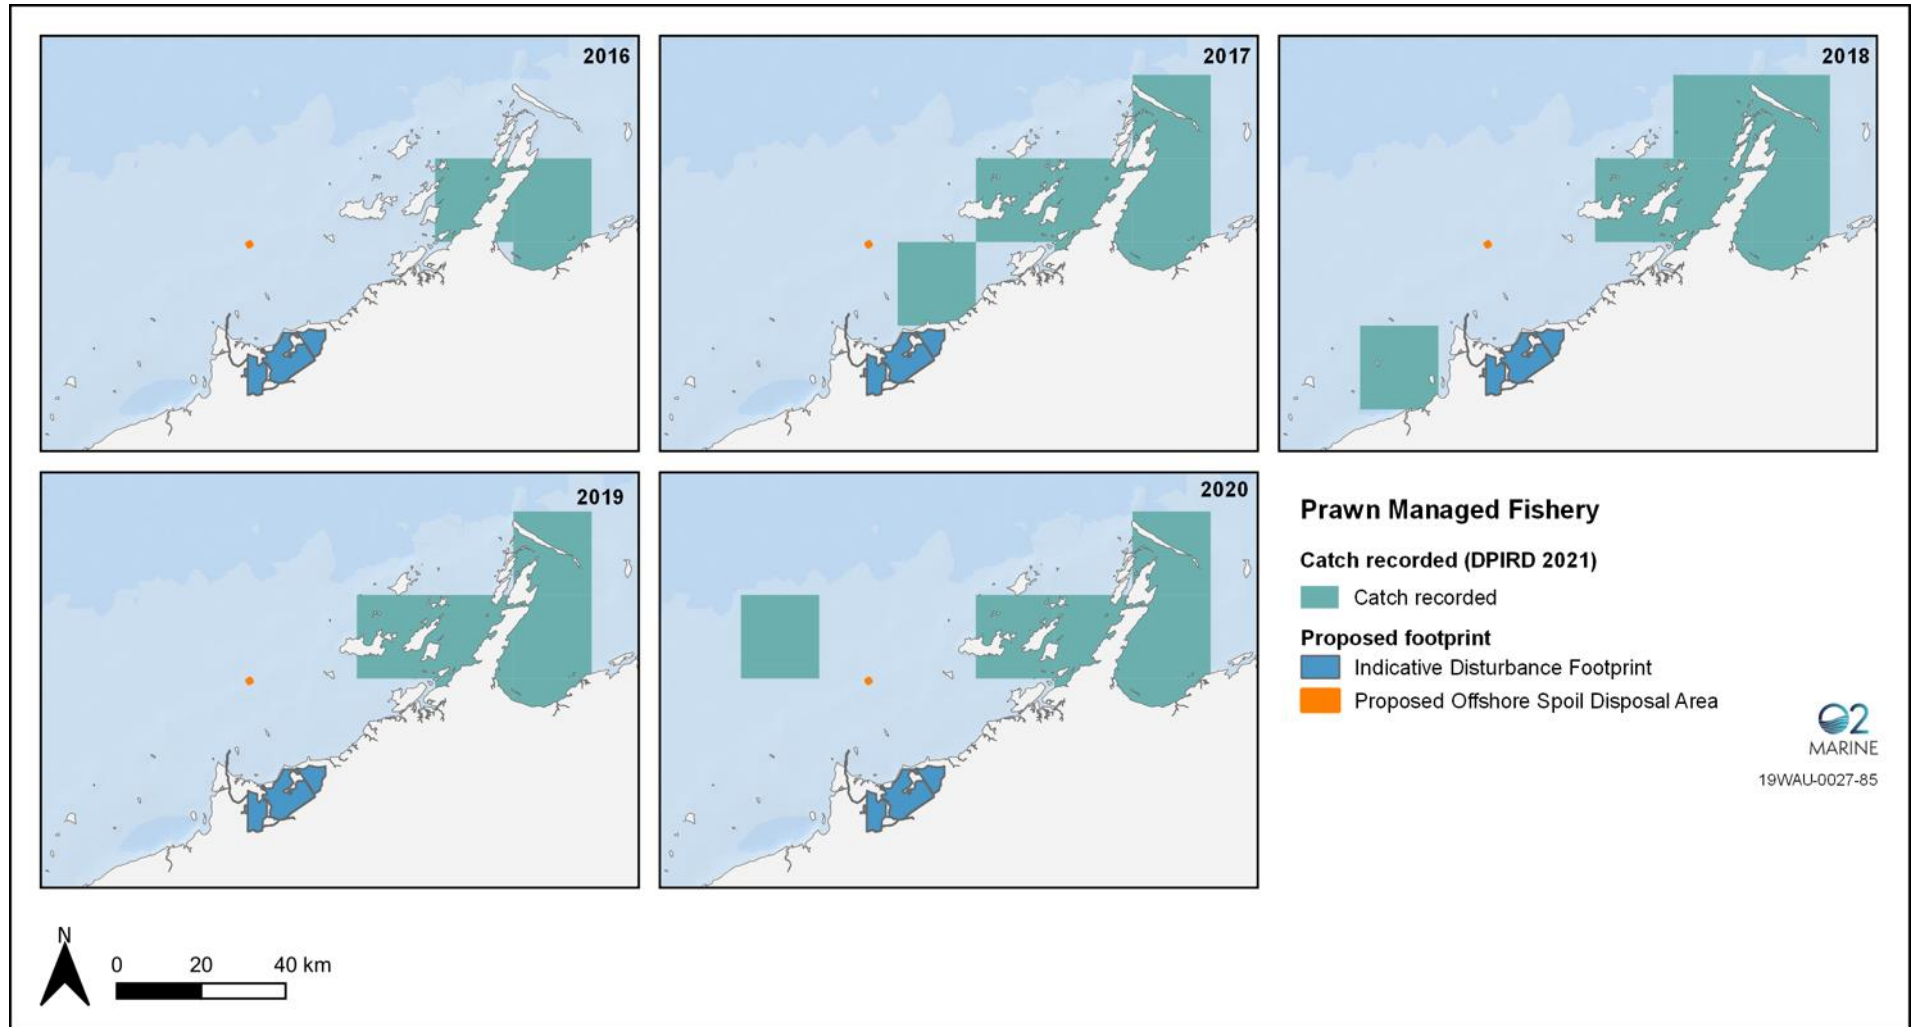 2016
2017
2018
2019
2020
Prawn Managed Fishery
Catch recorded (DPIRD 2021)
Catch recorded
Proposed footprint
Indicative Disturbance Footprint
Proposed Offshore Spoil Disposal Area
O2
MARINE
19WAU-0027-85
N
0 20 40 km